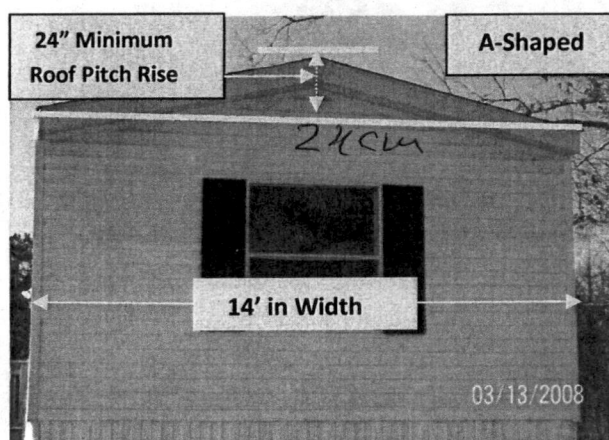 24” Minimum
Roof Pitch Rise
A-Shaped
24cm
14’ in Width
03/13/2008